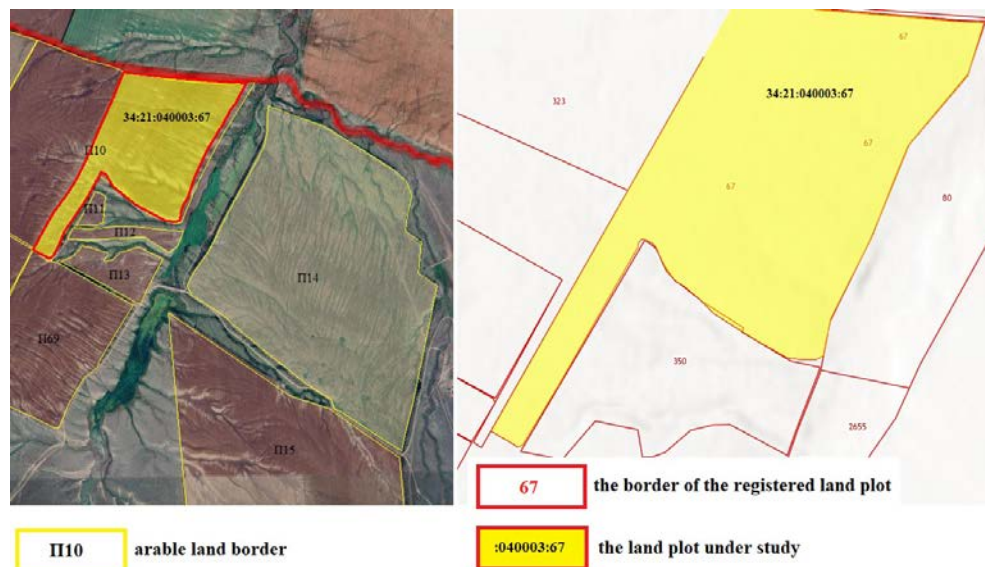 34:21:040003:67
П10
П11
П12
П13
П14
П69
П15
67
323
34:21:040003:67
67
67
80
350
2655
67 the border of the registered land plot
П10 arable land border
:040003:67 the land plot under study